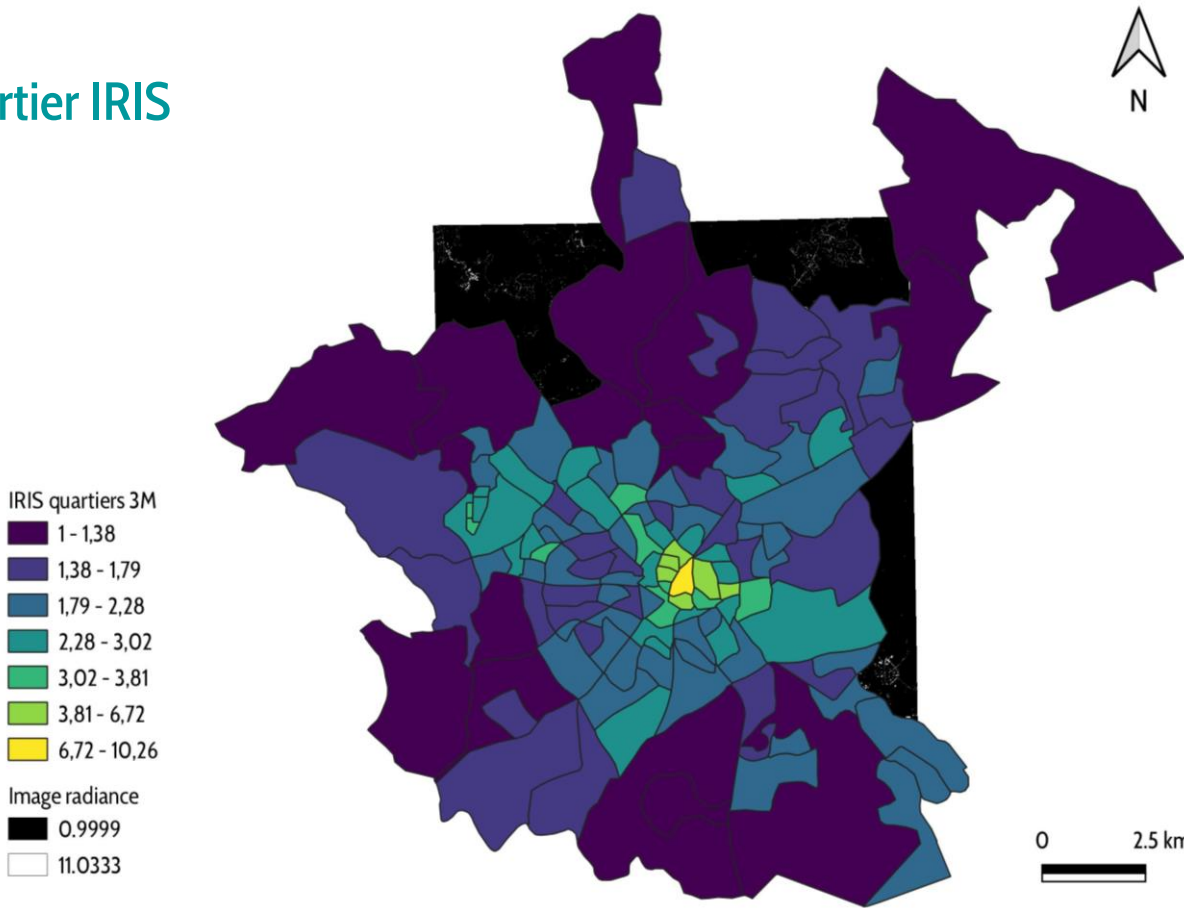 rtier IRIS
N
IRIS quartiers 3M
1 - 1,38
1,38 - 1,79
1,79 - 2,28
2,28 - 3,02
3,02 - 3,81
3,81 - 6,72
6,72 - 10,26
Image radiance
0.9999
11.0333
0 2.5 km